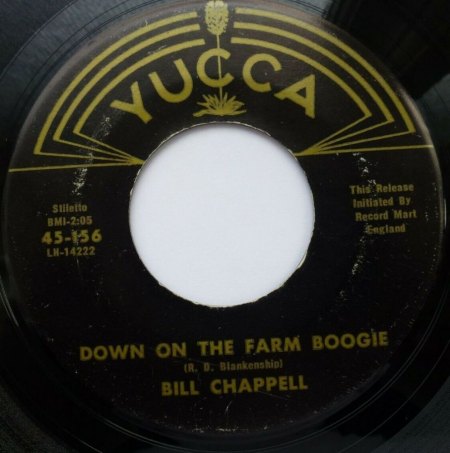 YUCCA
Stiletto
BMI-2:05
45-156
LH-14222
This Release
Initiated By
Record Mart
England
DOWN ON THE FARM BOOGIE
(R. D. Blankenship)
BILL CHAPPELL